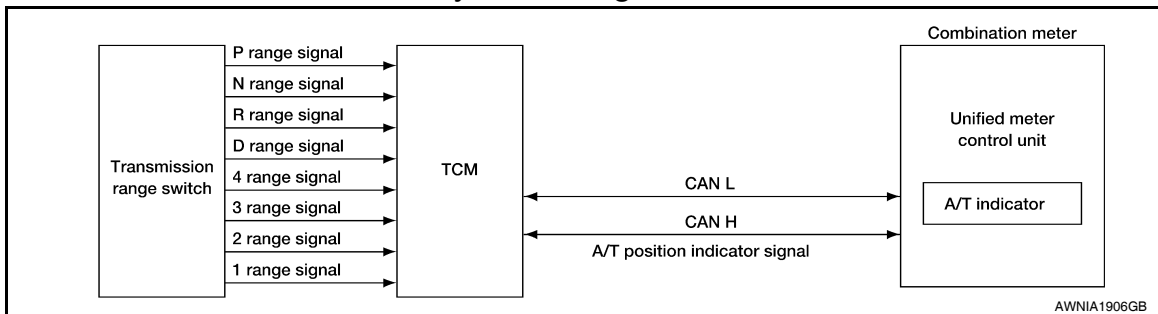 Combination meter
P range signal
N range signal
R range signal
D range signal
4 range signal
3 range signal
2 range signal
1 range signal
Transmission
range switch
TCM
CAN L
CAN H
A/T position indicator signal
Unified meter
control unit
A/T indicator
AWNIA1906GB